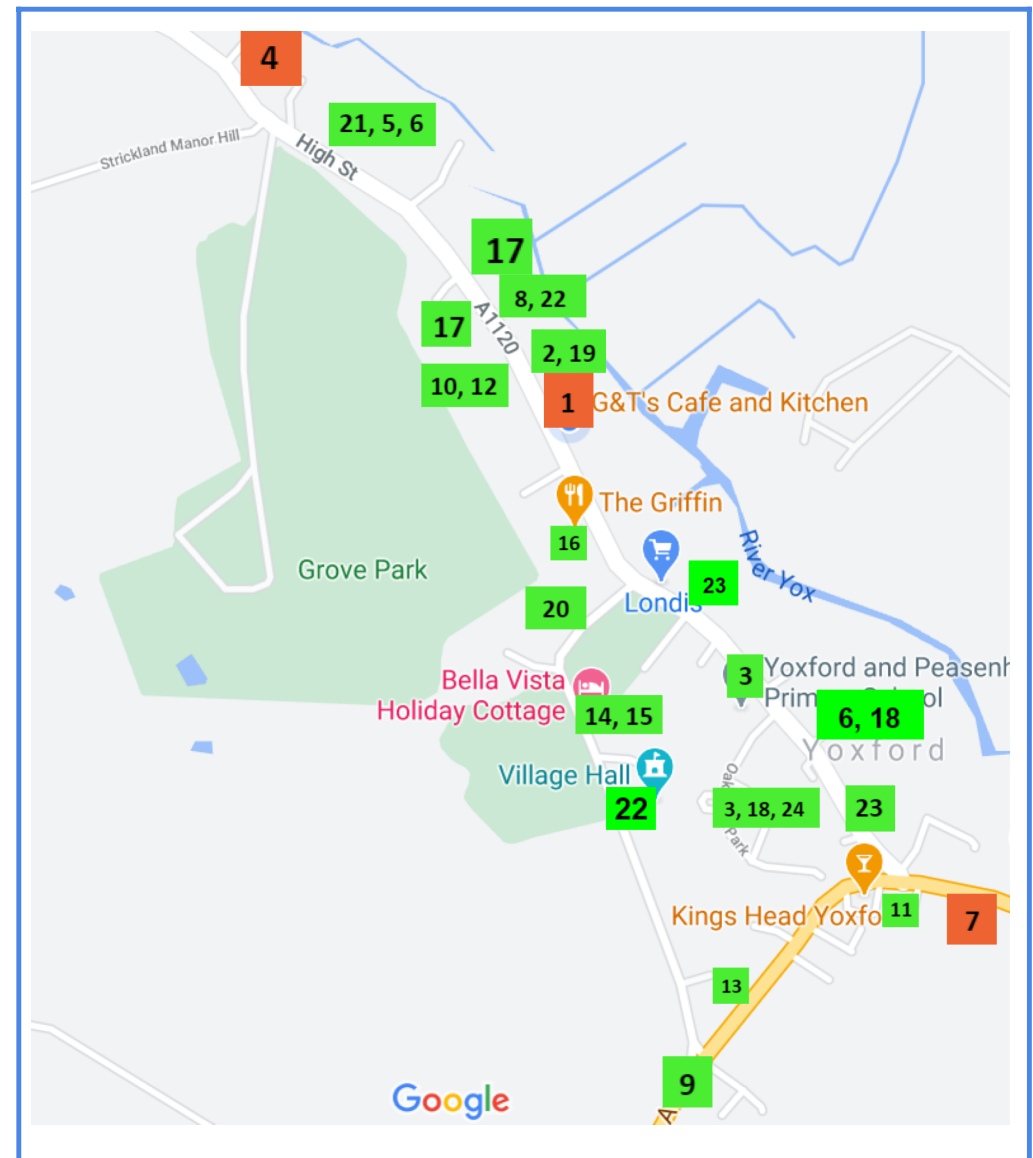 4
21, 5, 6
Strickland Manor Hill
High St
17
8, 22
17
A1120
2, 19
10, 12
1
G&T's Cafe and Kitchen
The Griffin
16
River Yox
Grove Park
23
20
Londis
3
Yoxford and Peasenh
Bella Vista
Holiday Cottage
14, 15
6, 18
Yoxford
Village Hall
22
3, 18, 24
23
Park
Kings Head Yoxfo
11
7
13
9
Google